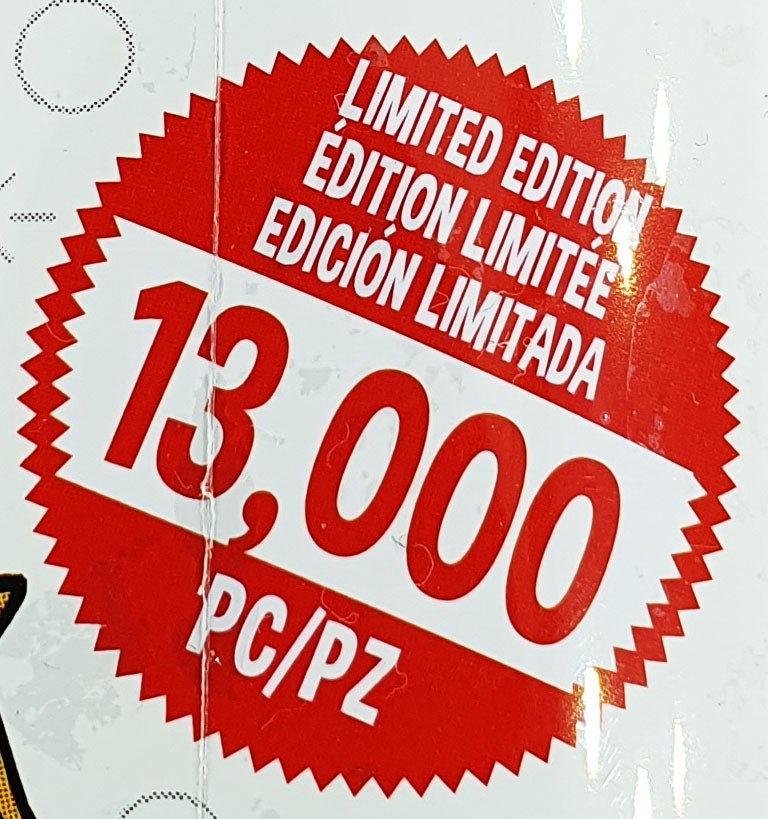 LIMITED EDITION
ÉDITION LIMITÉE
EDICIÓN LIMITADA
13,000
PC/PZ